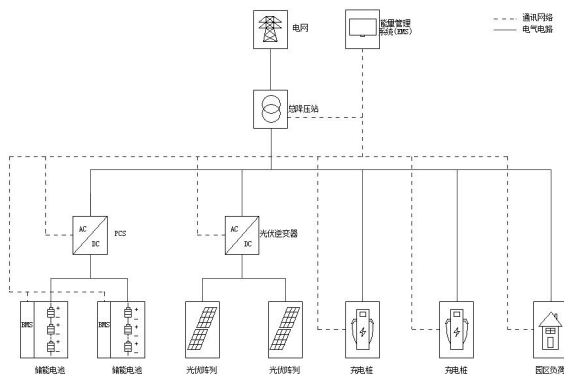 电网
能量管理
系统(EMS)
通讯网络
电气电路
总降压站
AC
DC
PCS
AC
DC
光伏逆变器
BMS
BMS
储能电池
储能电池
光伏阵列
光伏阵列
充电桩
充电桩
园区负荷